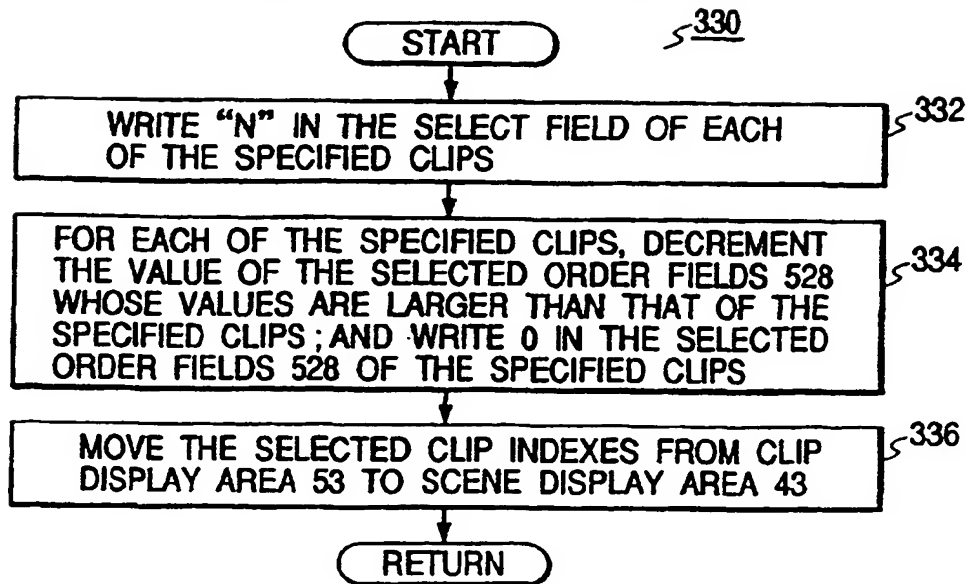 330
START
WRITE "N" IN THE SELECT FIELD OF EACH
OF THE SPECIFIED CLIPS
332
FOR EACH OF THE SPECIFIED CLIPS, DECREMENT
THE VALUE OF THE SELECTED ORDER FIELDS 528
WHOSE VALUES ARE LARGER THAN THAT OF THE
SPECIFIED CLIPS; AND WRITE 0 IN THE SELECTED
ORDER FIELDS 528 OF THE SPECIFIED CLIPS
334
MOVE THE SELECTED CLIP INDEXES FROM CLIP
DISPLAY AREA 53 TO SCENE DISPLAY AREA 43
336
RETURN